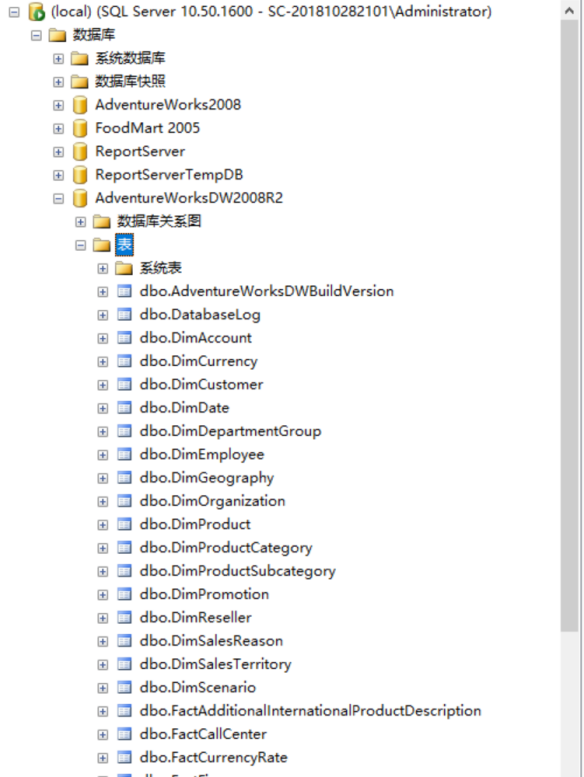 (local) (SQL Server 10.50.1600 - SC-201810282101\Administrator)
数据库
系统数据库
数据库快照
AdventureWorks2008
FoodMart 2005
ReportServer
ReportServerTempDB
AdventureWorksDW2008R2
数据库关系图
表
系统表
dbo.AdventureWorksDWBuildVersion
dbo.DatabaseLog
dbo.DimAccount
dbo.DimCurrency
dbo.DimCustomer
dbo.DimDate
dbo.DimDepartmentGroup
dbo.DimEmployee
dbo.DimGeography
dbo.DimOrganization
dbo.DimProduct
dbo.DimProductCategory
dbo.DimProductSubcategory
dbo.DimPromotion
dbo.DimReseller
dbo.DimSalesReason
dbo.DimSalesTerritory
dbo.DimScenario
dbo.FactAdditionalInternationalProductDescription
dbo.FactCallCenter
dbo.FactCurrencyRate